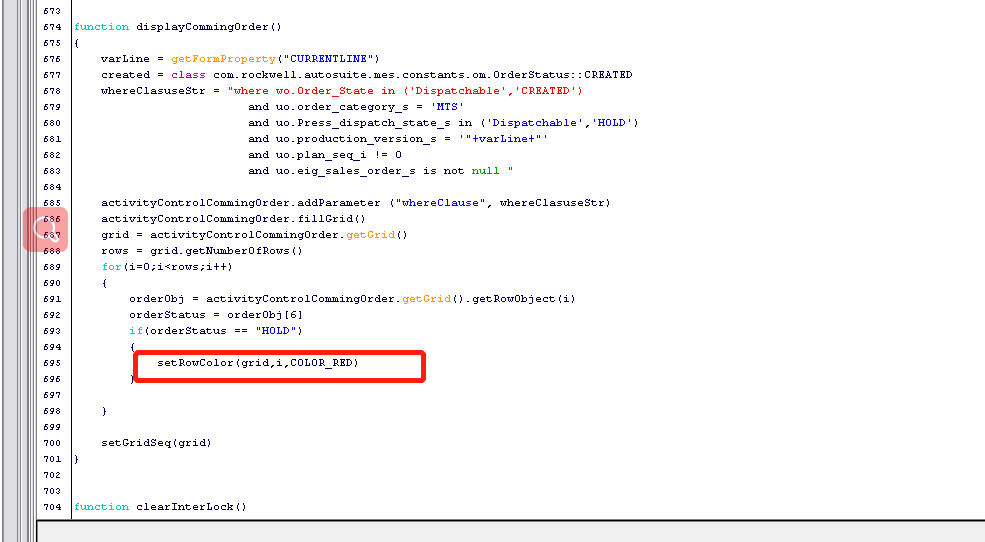 673
674 function displayCommingOrder()
675 {
676 varLine = getFormProperty("CURRENTLINE")
677 created = class com.rockwell.autosuite.mes.constants.om.OrderStatus::CREATED
678 whereClasuseStr = "where wo.Order_State in ('Dispatchable','CREATED')
679 and uo.order_category_s = 'MTS'
680 and uo.Press_dispatch_state_s in ('Dispatchable','HOLD')
681 and uo.production_version_s = '"+varLine+"'
682 and uo.plan_seq_i != 0
683 and uo.eig_sales_order_s is not null "
684
685 activityControlCommingOrder.addParameter ("whereClause", whereClasuseStr)
686 activityControlCommingOrder.fillGrid()
687 grid = activityControlCommingOrder.getGrid()
688 rows = grid.getNumberOfRows()
689 for(i=0;i<rows;i++)
690 {
691 orderObj = activityControlCommingOrder.getGrid().getRowObject(i)
692 orderStatus = orderObj[6]
693 if(orderStatus == "HOLD")
694 {
695 setRowColor(grid,i,COLOR_RED)
696 }
697
698 }
699
700 setGridSeq(grid)
701 }
702
703
704 function clearInterLock()